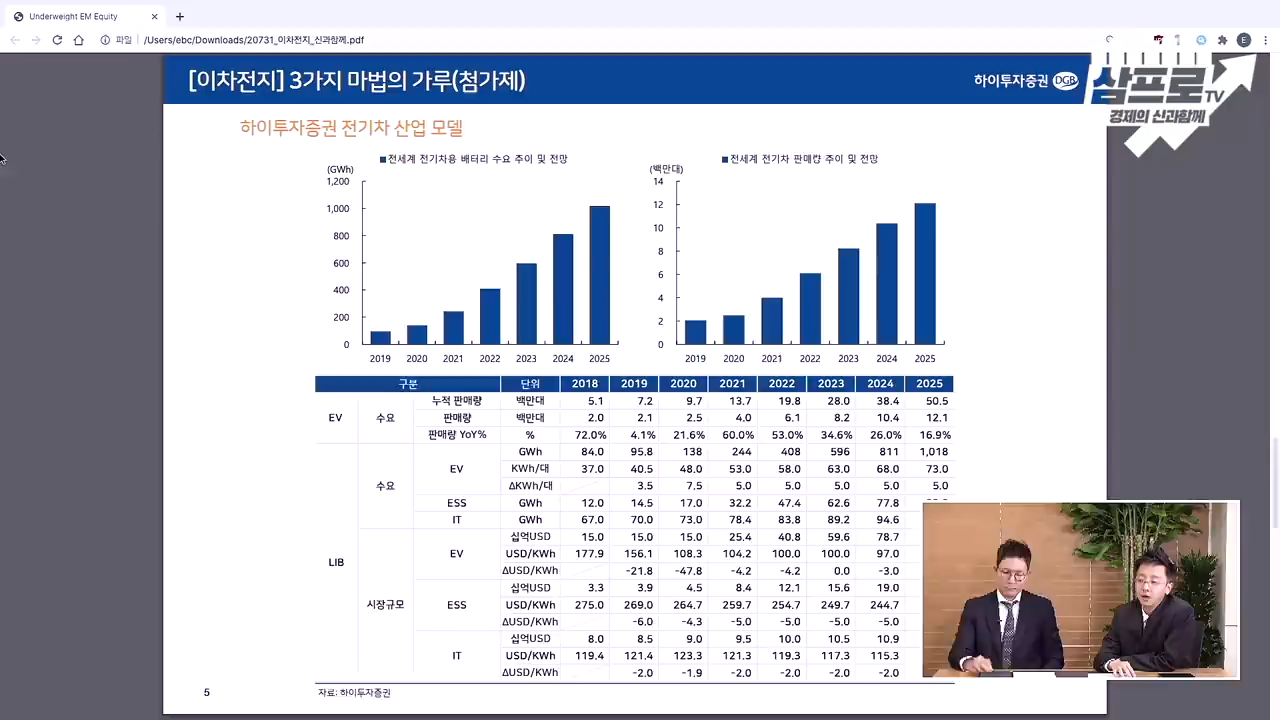 Underweight EM Equity
파일 /Users/ebc/Downloads/20731_이차전지_신과함께.pdf
E
[이차전지] 3가지 마법의 가루(첨가제)
하이투자증권 DGB
삼프로TV
경제의 신과함께
하이투자증권 전기차 산업 모델
전세계 전기차용 배터리 수요 추이 및 전망
(GWh)
1,200
1,000
800
600
400
200
0
2019 2020 2021 2022 2023 2024 2025
전세계 전기차 판매량 추이 및 전망
(백만대)
14
12
10
8
6
4
2
0
2019 2020 2021 2022 2023 2024 2025
구분 단위 2018 2019 2020 2021 2022 2023 2024 2025
EV 수요 누적 판매량 백만대 5.1 7.2 9.7 13.7 19.8 28.0 38.4 50.5
판매량 백만대 2.0 2.1 2.5 4.0 6.1 8.2 10.4 12.1
판매량 YoY% % 72.0% 4.1% 21.6% 60.0% 53.0% 34.6% 26.0% 16.9%
LIB 수요 EV GWh 84.0 95.8 138 244 408 596 811 1,018
KWh/대 37.0 40.5 48.0 53.0 58.0 63.0 68.0 73.0
ΔKWh/대 3.5 7.5 5.0 5.0 5.0 5.0 5.0
ESS GWh 12.0 14.5 17.0 32.2 47.4 62.6 77.8
IT GWh 67.0 70.0 73.0 78.4 83.8 89.2 94.6
시장규모 EV 십억USD 15.0 15.0 15.0 25.4 40.8 59.6 78.7
USD/KWh 177.9 156.1 108.3 104.2 100.0 100.0 97.0
ΔUSD/KWh -21.8 -47.8 -4.2 -4.2 0.0 -3.0
ESS 십억USD 3.3 3.9 4.5 8.4 12.1 15.6 19.0
USD/KWh 275.0 269.0 264.7 259.7 254.7 249.7 244.7
ΔUSD/KWh -6.0 -4.3 -5.0 -5.0 -5.0 -5.0
IT 십억USD 8.0 8.5 9.0 9.5 10.0 10.5 10.9
USD/KWh 119.4 121.4 123.3 121.3 119.3 117.3 115.3
ΔUSD/KWh -2.0 -1.9 -2.0 -2.0 -2.0 -2.0
5
자료: 하이투자증권